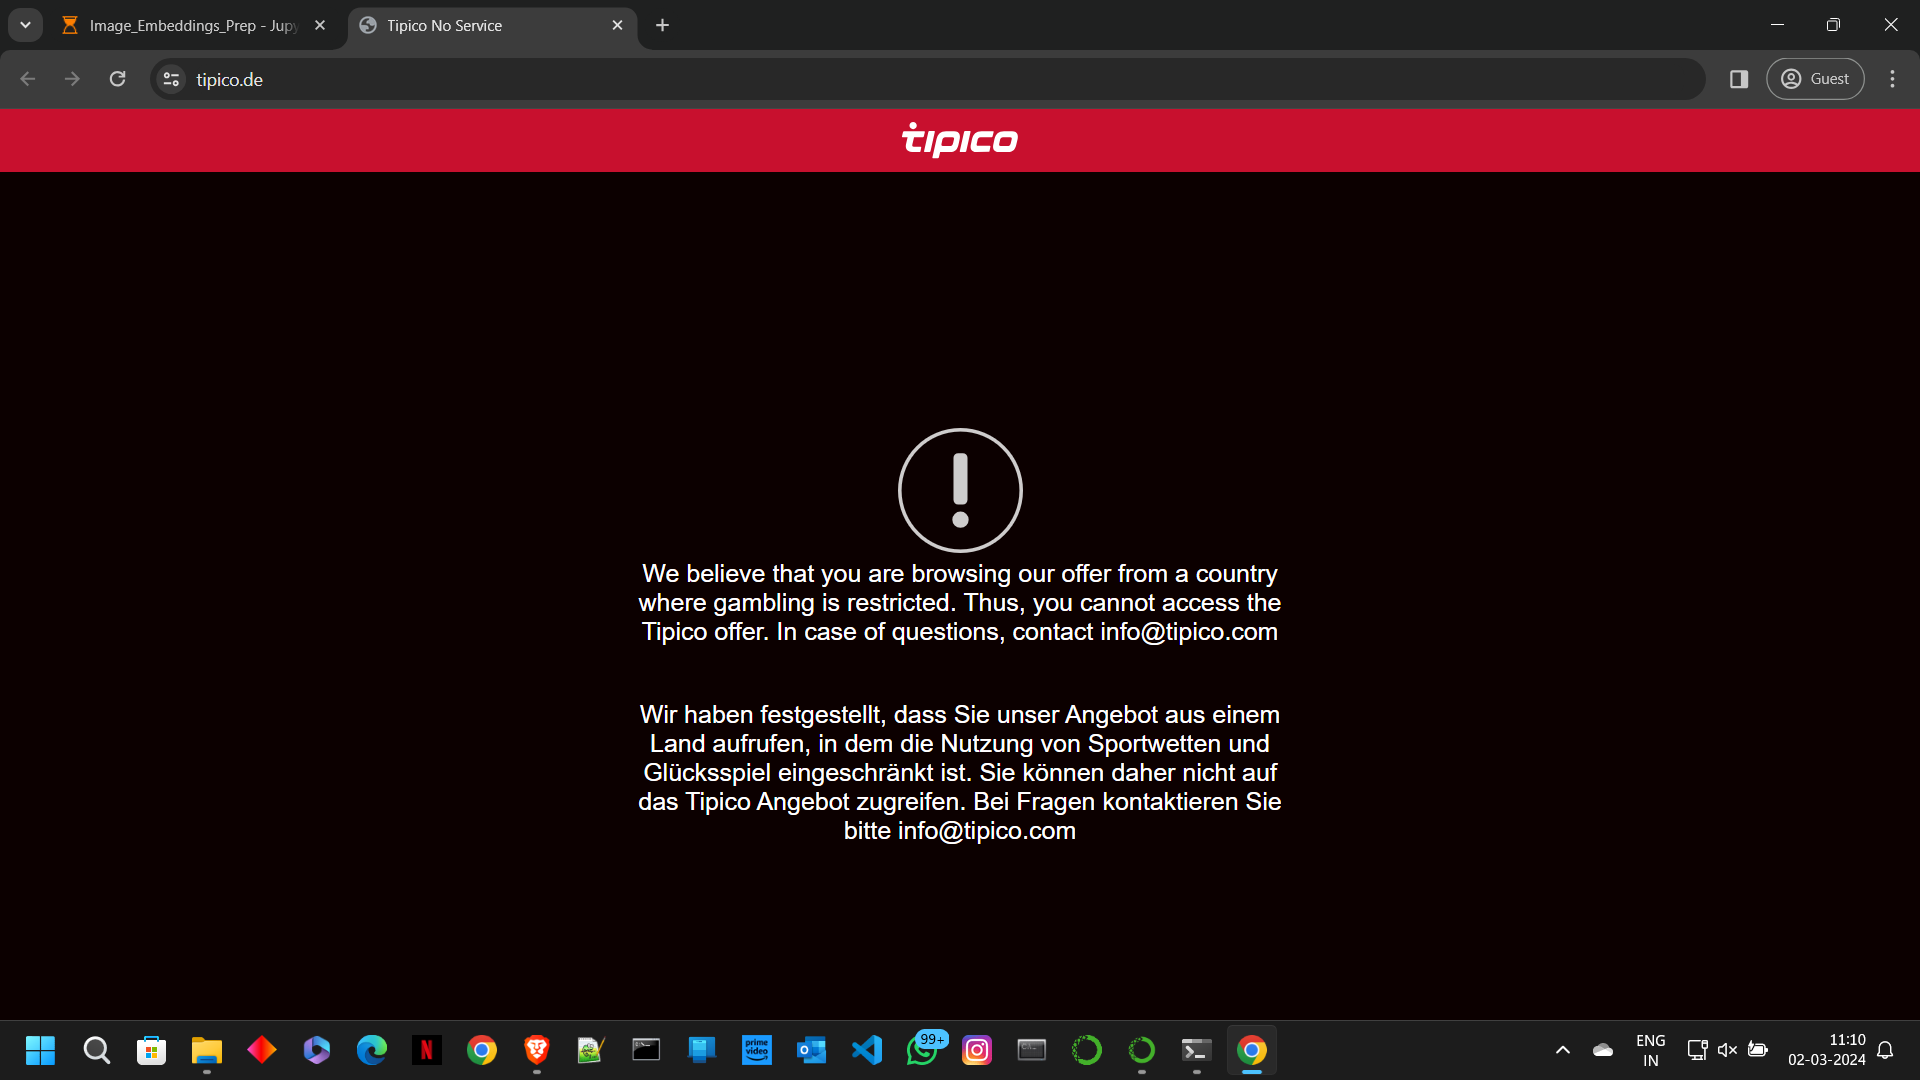 Image_Embeddings_Prep - Jupy
Tipico No Service
tipico.de
Guest
tipico
We believe that you are browsing our offer from a country
where gambling is restricted. Thus, you cannot access the
Tipico offer. In case of questions, contact info@tipico.com
Wir haben festgestellt, dass Sie unser Angebot aus einem
Land aufrufen, in dem die Nutzung von Sportwetten und
Glücksspiel eingeschränkt ist. Sie können daher nicht auf
das Tipico Angebot zugreifen. Bei Fragen kontaktieren Sie
bitte info@tipico.com
N
prime
video
99+
ENG
IN
11:10
02-03-2024